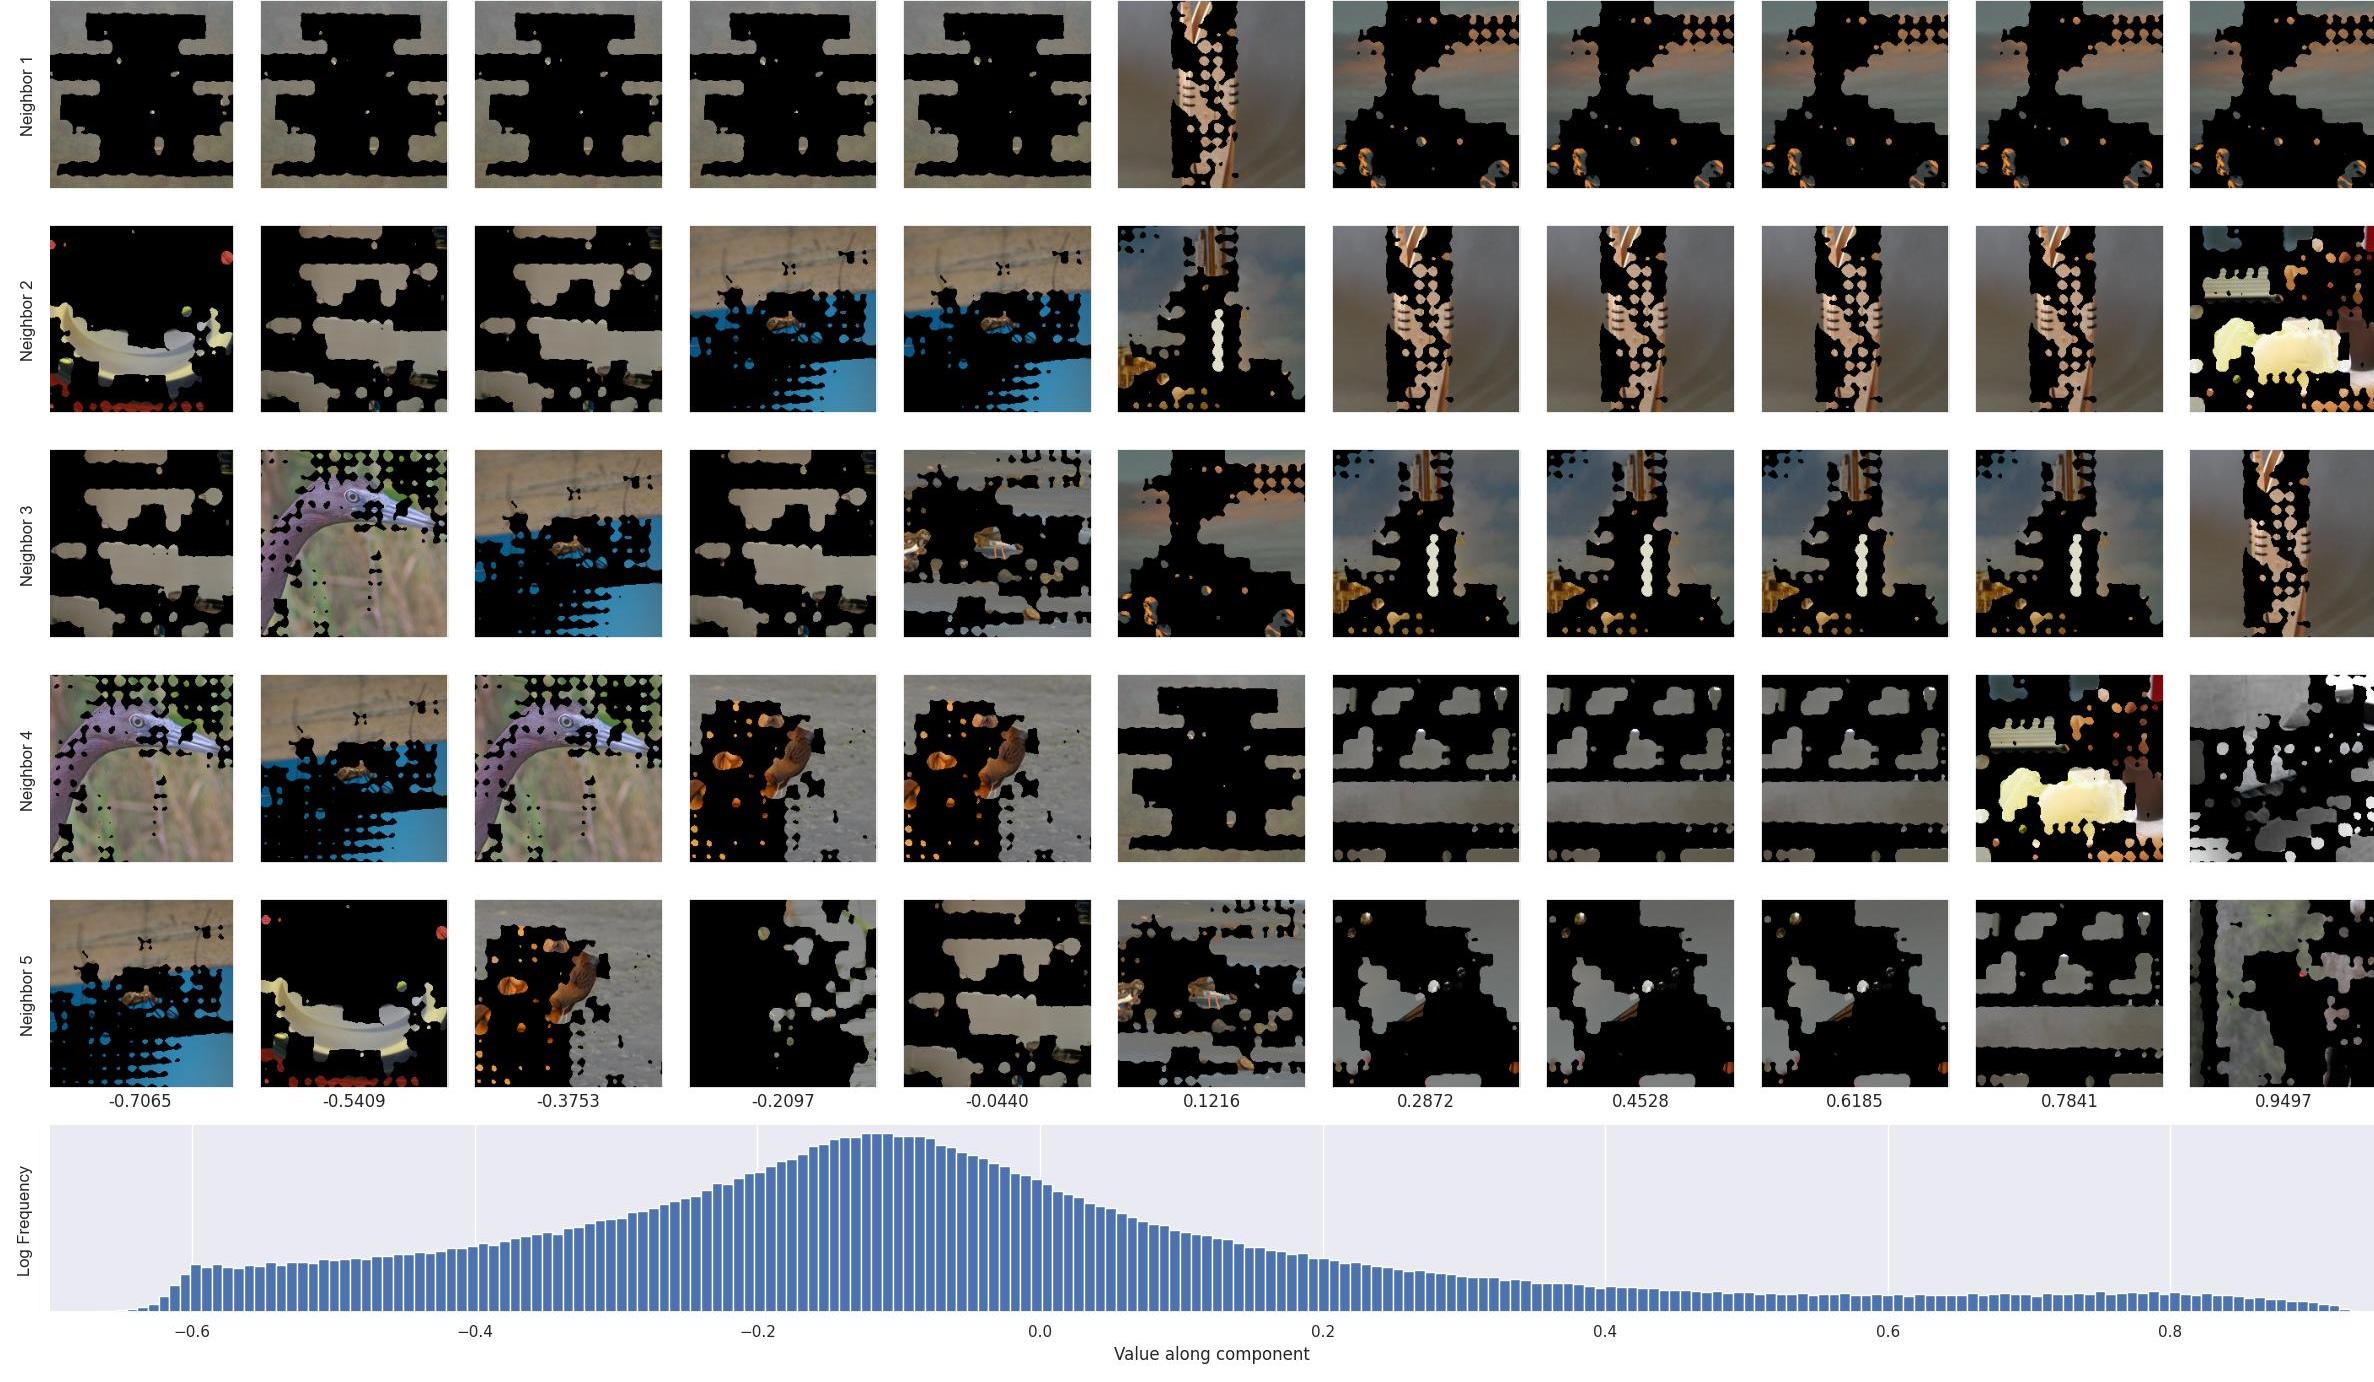 Neighbor 1
Neighbor 2
Neighbor 3
Neighbor 4
Neighbor 5
-0.7065 -0.5409 -0.3753 -0.2097 -0.0440 0.1216 0.2872 0.4528 0.6185 0.7841 0.9497
Log Frequency
−0.6 −0.4 −0.2 0.0 0.2 0.4 0.6 0.8
Value along component